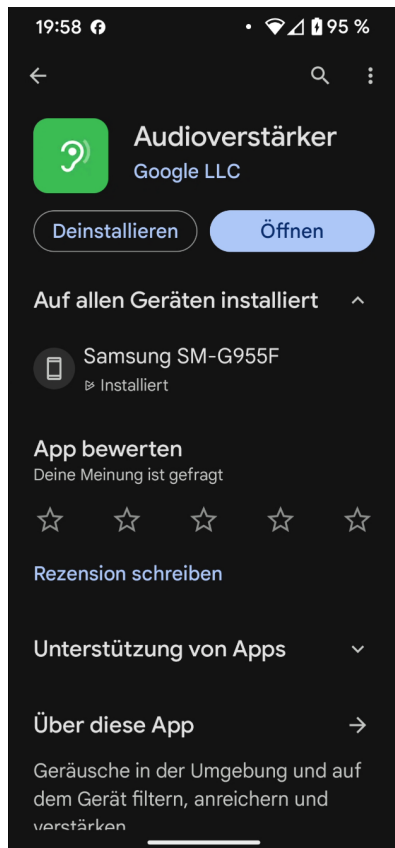 19:58
95 %
Audioverstärker
Google LLC
Deinstallieren
Öffnen
Auf allen Geräten installiert
Samsung SM-G955F
Installiert
App bewerten
Deine Meinung ist gefragt
Rezension schreiben
Unterstützung von Apps
Über diese App
Geräusche in der Umgebung und auf
dem Gerät filtern, anreichern und
verstärken